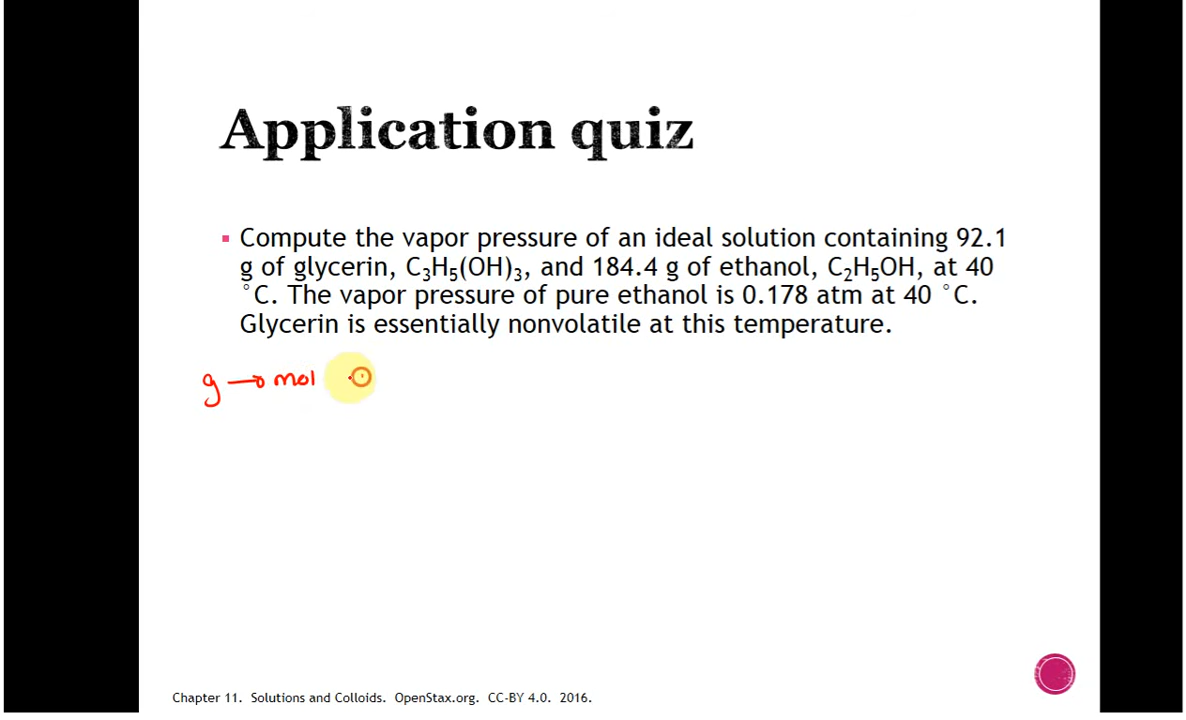 Application quiz
▪ Compute the vapor pressure of an ideal solution containing 92.1
g of glycerin, C₃H₅(OH)₃, and 184.4 g of ethanol, C₂H₅OH, at 40
°C. The vapor pressure of pure ethanol is 0.178 atm at 40 °C.
Glycerin is essentially nonvolatile at this temperature.
g → mol
Chapter 11. Solutions and Colloids. OpenStax.org. CC-BY 4.0. 2016.